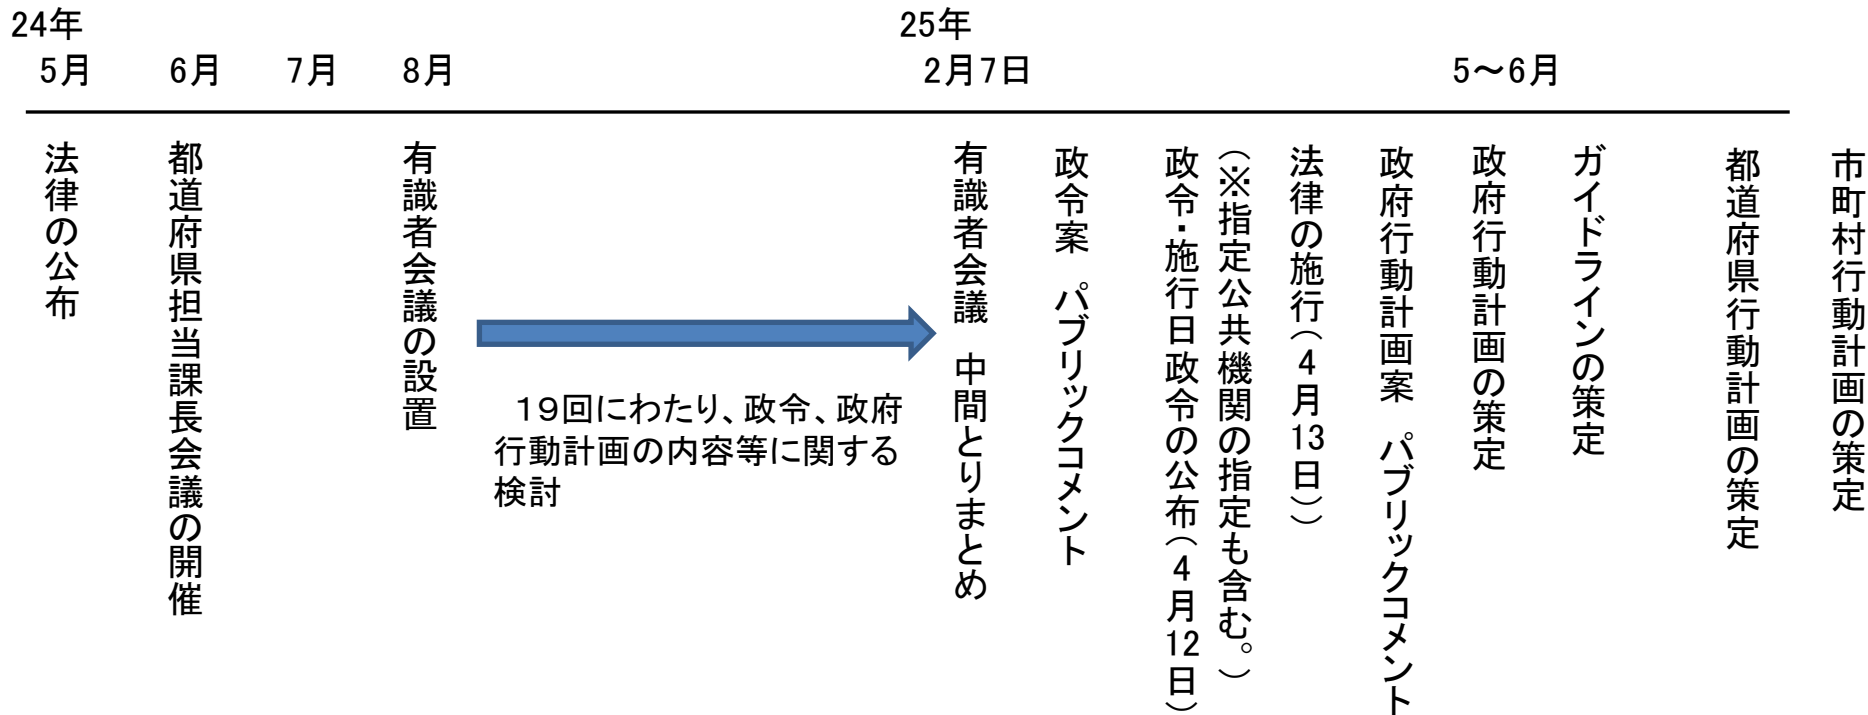 24年
25年
5月
6月
7月
8月
2月7日
5~6月
法律の公布
都道府県担当課長会議の開催
有識者会議の設置
19回にわたり、政令、政府
行動計画の内容等に関する
検討
有識者会議 中間とりまとめ
政令案 パブリックコメント
政令・施行日政令の公布(4月12日)
(※指定公共機関の指定も含む。)
法律の施行(4月13日))
政府行動計画案 パブリックコメント
政府行動計画の策定
ガイドラインの策定
都道府県行動計画の策定
市町村行動計画の策定